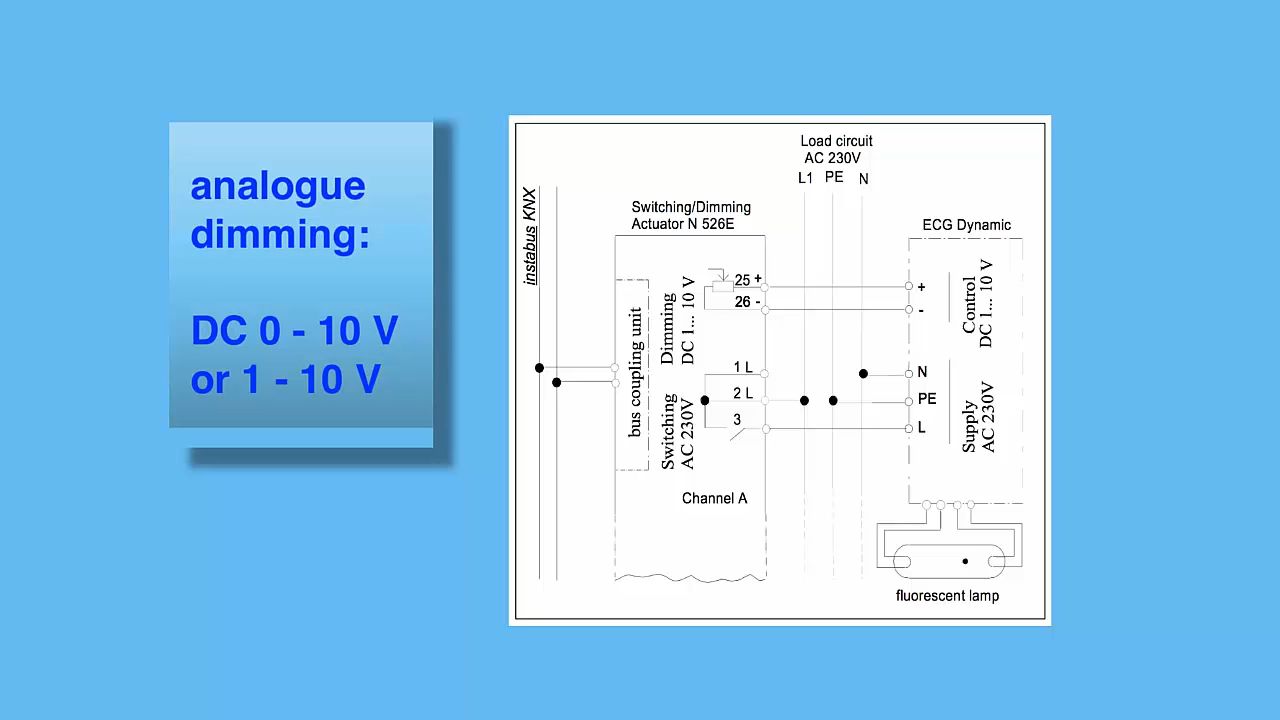 analogue
dimming:
DC 0 - 10 V
or 1 - 10 V
Load circuit
AC 230V
L1 PE N
instabus KNX
Switching/Dimming
Actuator N 526E
ECG Dynamic
bus coupling unit
Dimming
DC 1... 10 V
25 +
26 -
+
-
Control
DC 1... 10 V
Switching
AC 230V
1 L
2 L
3
N
PE
L
Supply
AC 230V
Channel A
fluorescent lamp